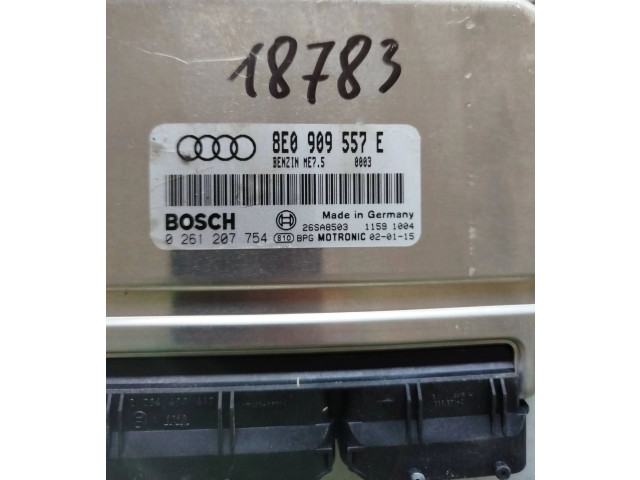 18783
8E0 909 557 E
BENZIN ME7.5 0003
BOSCH Made in Germany
26SA8503 1159 1004
0 261 207 754 S10 BPG MOTRONIC 02-01-15